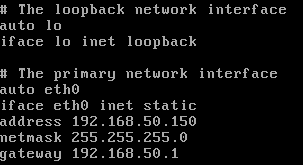 # The loopback network interface
auto lo
iface lo inet loopback

# The primary network interface
auto eth0
iface eth0 inet static
address 192.168.50.150
netmask 255.255.255.0
gateway 192.168.50.1